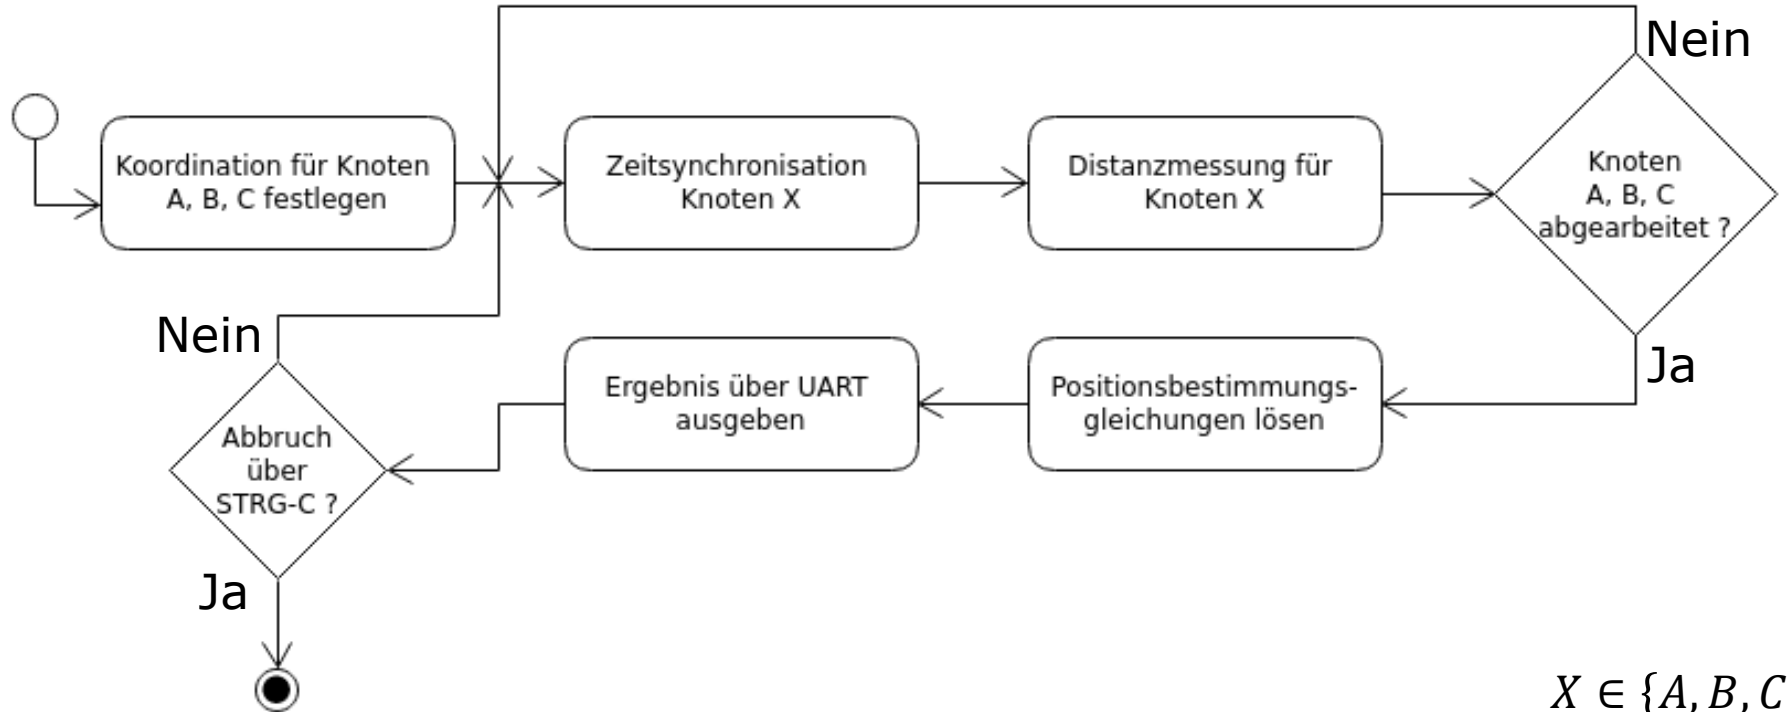 Nein
Koordination für Knoten
A, B, C festlegen
Zeitsynchronisation
Knoten X
Distanzmessung für
Knoten X
Knoten
A, B, C
abgearbeitet ?
Ja
Positionsbestimmungs-
gleichungen lösen
Ergebnis über UART
ausgeben
Nein
Abbruch
über
STRG-C ?
Ja
X ∈ {A, B, C